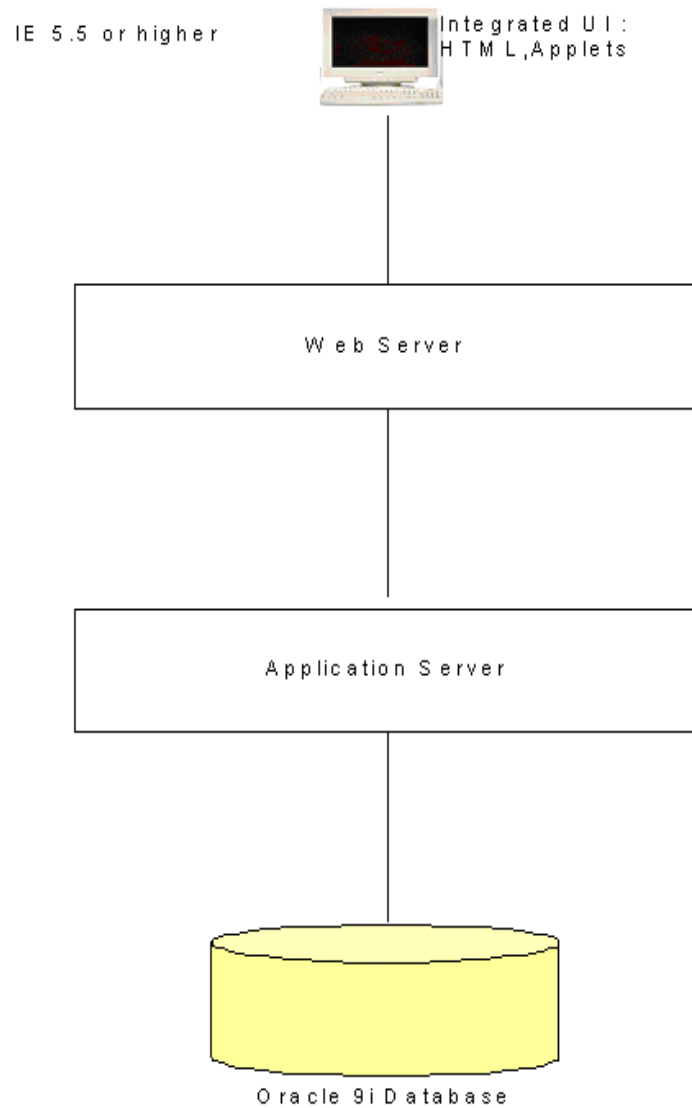 IE 5.5 or higher
Integrated UI:
HTML,Applets
Web Server
Application Server
Oracle 9i Database